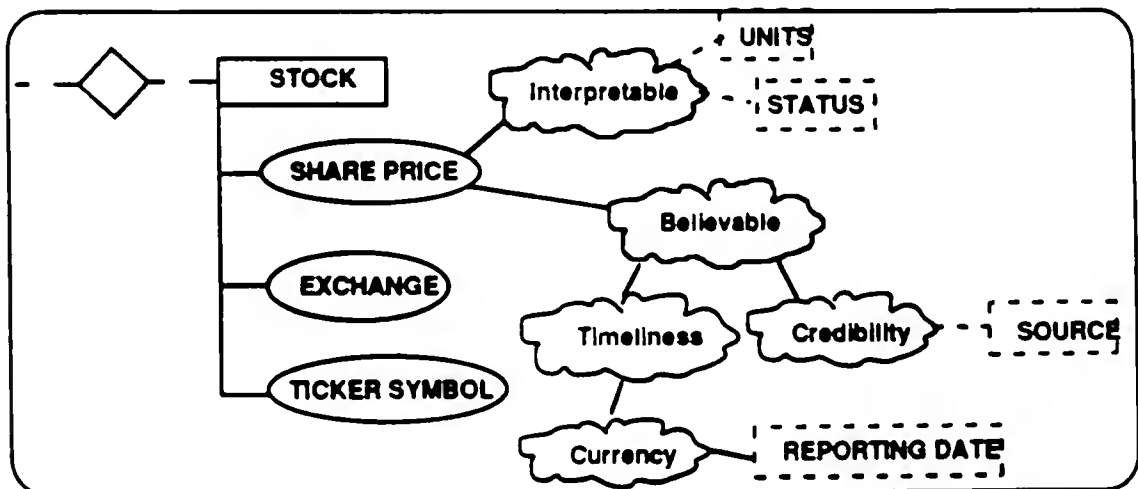 UNITS
STOCK
Interpretable
STATUS
SHARE PRICE
Believable
EXCHANGE
Timeliness
Credibility
SOURCE
TICKER SYMBOL
Currency
REPORTING DATE